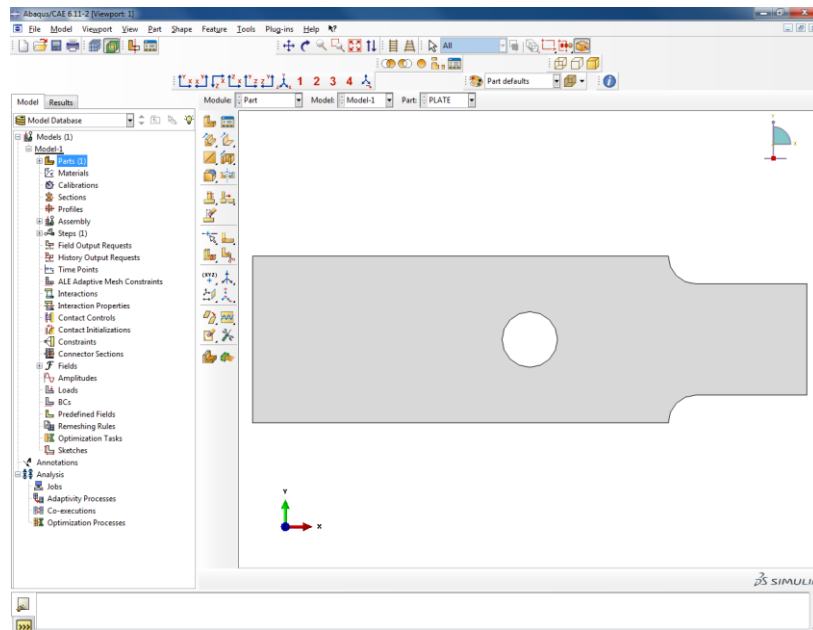 Abaqus/CAE 6.11-2 [Viewport: 1]
File Model Viewport View Part Shape Feature Tools Plug-ins Help
All
1 2 3 4 Part defaults
Model Results Module: Part Model: Model-1 Part: PLATE
Model Database
Models (1)
Model-1
Parts (1)
Materials
Calibrations
Sections
Profiles
Assembly
Steps (1)
Field Output Requests
History Output Requests
Time Points
ALE Adaptive Mesh Constraints
Interactions
Interaction Properties
Contact Controls
Contact Initializations
Constraints
Connector Sections
Fields
Amplitudes
Loads
BCs
Predefined Fields
Remeshing Rules
Optimization Tasks
Sketches
Annotations
Analysis
Jobs
Adaptivity Processes
Co-executions
Optimization Processes
(XYZ)
Y
X
Y
X
SIMULI
>>>